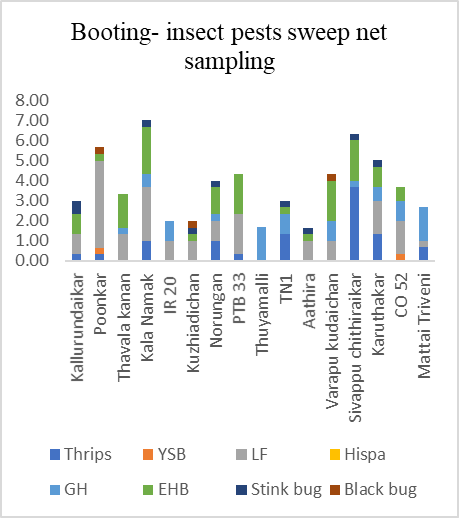 Booting- insect pests sweep net
sampling
8.00
7.00
6.00
5.00
4.00
3.00
2.00
1.00
0.00
Kallurundaikar
Poonkar
Thavala kanan
Kala Namak
IR 20
Kuzhiadichan
Norungan
PTB 33
Thuyamalli
TN1
Aathira
Varapu kudaichan
Sivappu chithiraikar
Karuthakar
CO 52
Mattai Triveni
Thrips YSB LF Hispa
GH EHB Stink bug Black bug